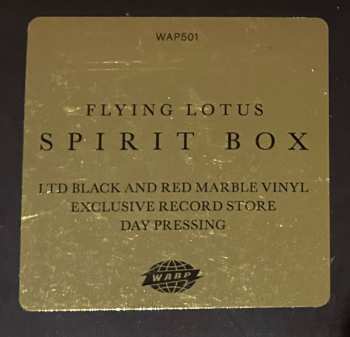 WAP501
FLYING LOTUS
SPIRIT BOX
LTD BLACK AND RED MARBLE VINYL
EXCLUSIVE RECORD STORE
DAY PRESSING
WARP